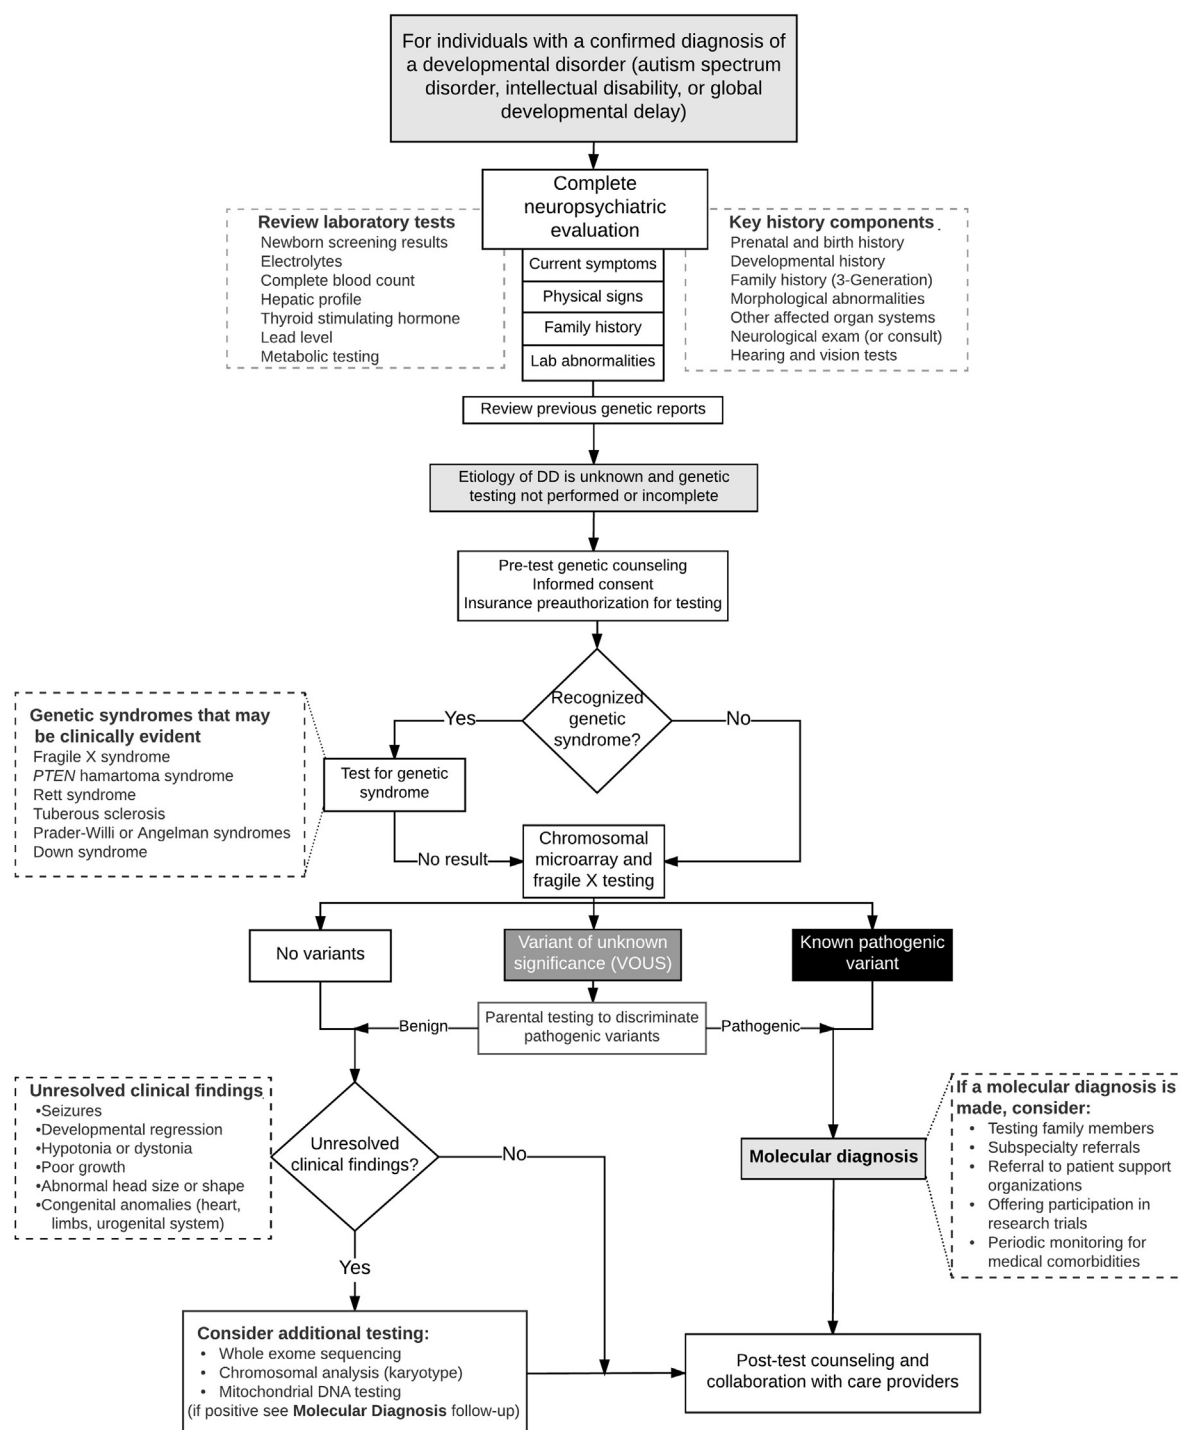 For individuals with a confirmed diagnosis of
a developmental disorder (autism spectrum
disorder, intellectual disability, or global
developmental delay)
Complete
neuropsychiatric
evaluation
Review laboratory tests
Newborn screening results
Electrolytes
Complete blood count
Hepatic profile
Thyroid stimulating hormone
Lead level
Metabolic testing
Current symptoms
Physical signs
Family history
Lab abnormalities
Key history components
Prenatal and birth history
Developmental history
Family history (3-Generation)
Morphological abnormalities
Other affected organ systems
Neurological exam (or consult)
Hearing and vision tests
Review previous genetic reports
Etiology of DD is unknown and genetic
testing not performed or incomplete
Pre-test genetic counseling
Informed consent
Insurance preauthorization for testing
Recognized
genetic
syndrome?
Yes
No
Genetic syndromes that may
be clinically evident
Fragile X syndrome
PTEN hamartoma syndrome
Rett syndrome
Tuberous sclerosis
Prader-Willi or Angelman syndromes
Down syndrome
Test for genetic
syndrome
No result
Chromosomal
microarray and
fragile X testing
No variants
Variant of unknown
significance (VOUS)
Known pathogenic
variant
Benign
Parental testing to discriminate
pathogenic variants
Pathogenic
Unresolved clinical findings
•Seizures
•Developmental regression
•Hypotonia or dystonia
•Poor growth
•Abnormal head size or shape
•Congenital anomalies (heart,
limbs, urogenital system)
Unresolved
clinical findings?
No
Yes
Molecular diagnosis
If a molecular diagnosis is
made, consider:
• Testing family members
• Subspecialty referrals
• Referral to patient support
organizations
• Offering participation in
research trials
• Periodic monitoring for
medical comorbidities
Consider additional testing:
• Whole exome sequencing
• Chromosomal analysis (karyotype)
• Mitochondrial DNA testing
(if positive see Molecular Diagnosis follow-up)
Post-test counseling and
collaboration with care providers